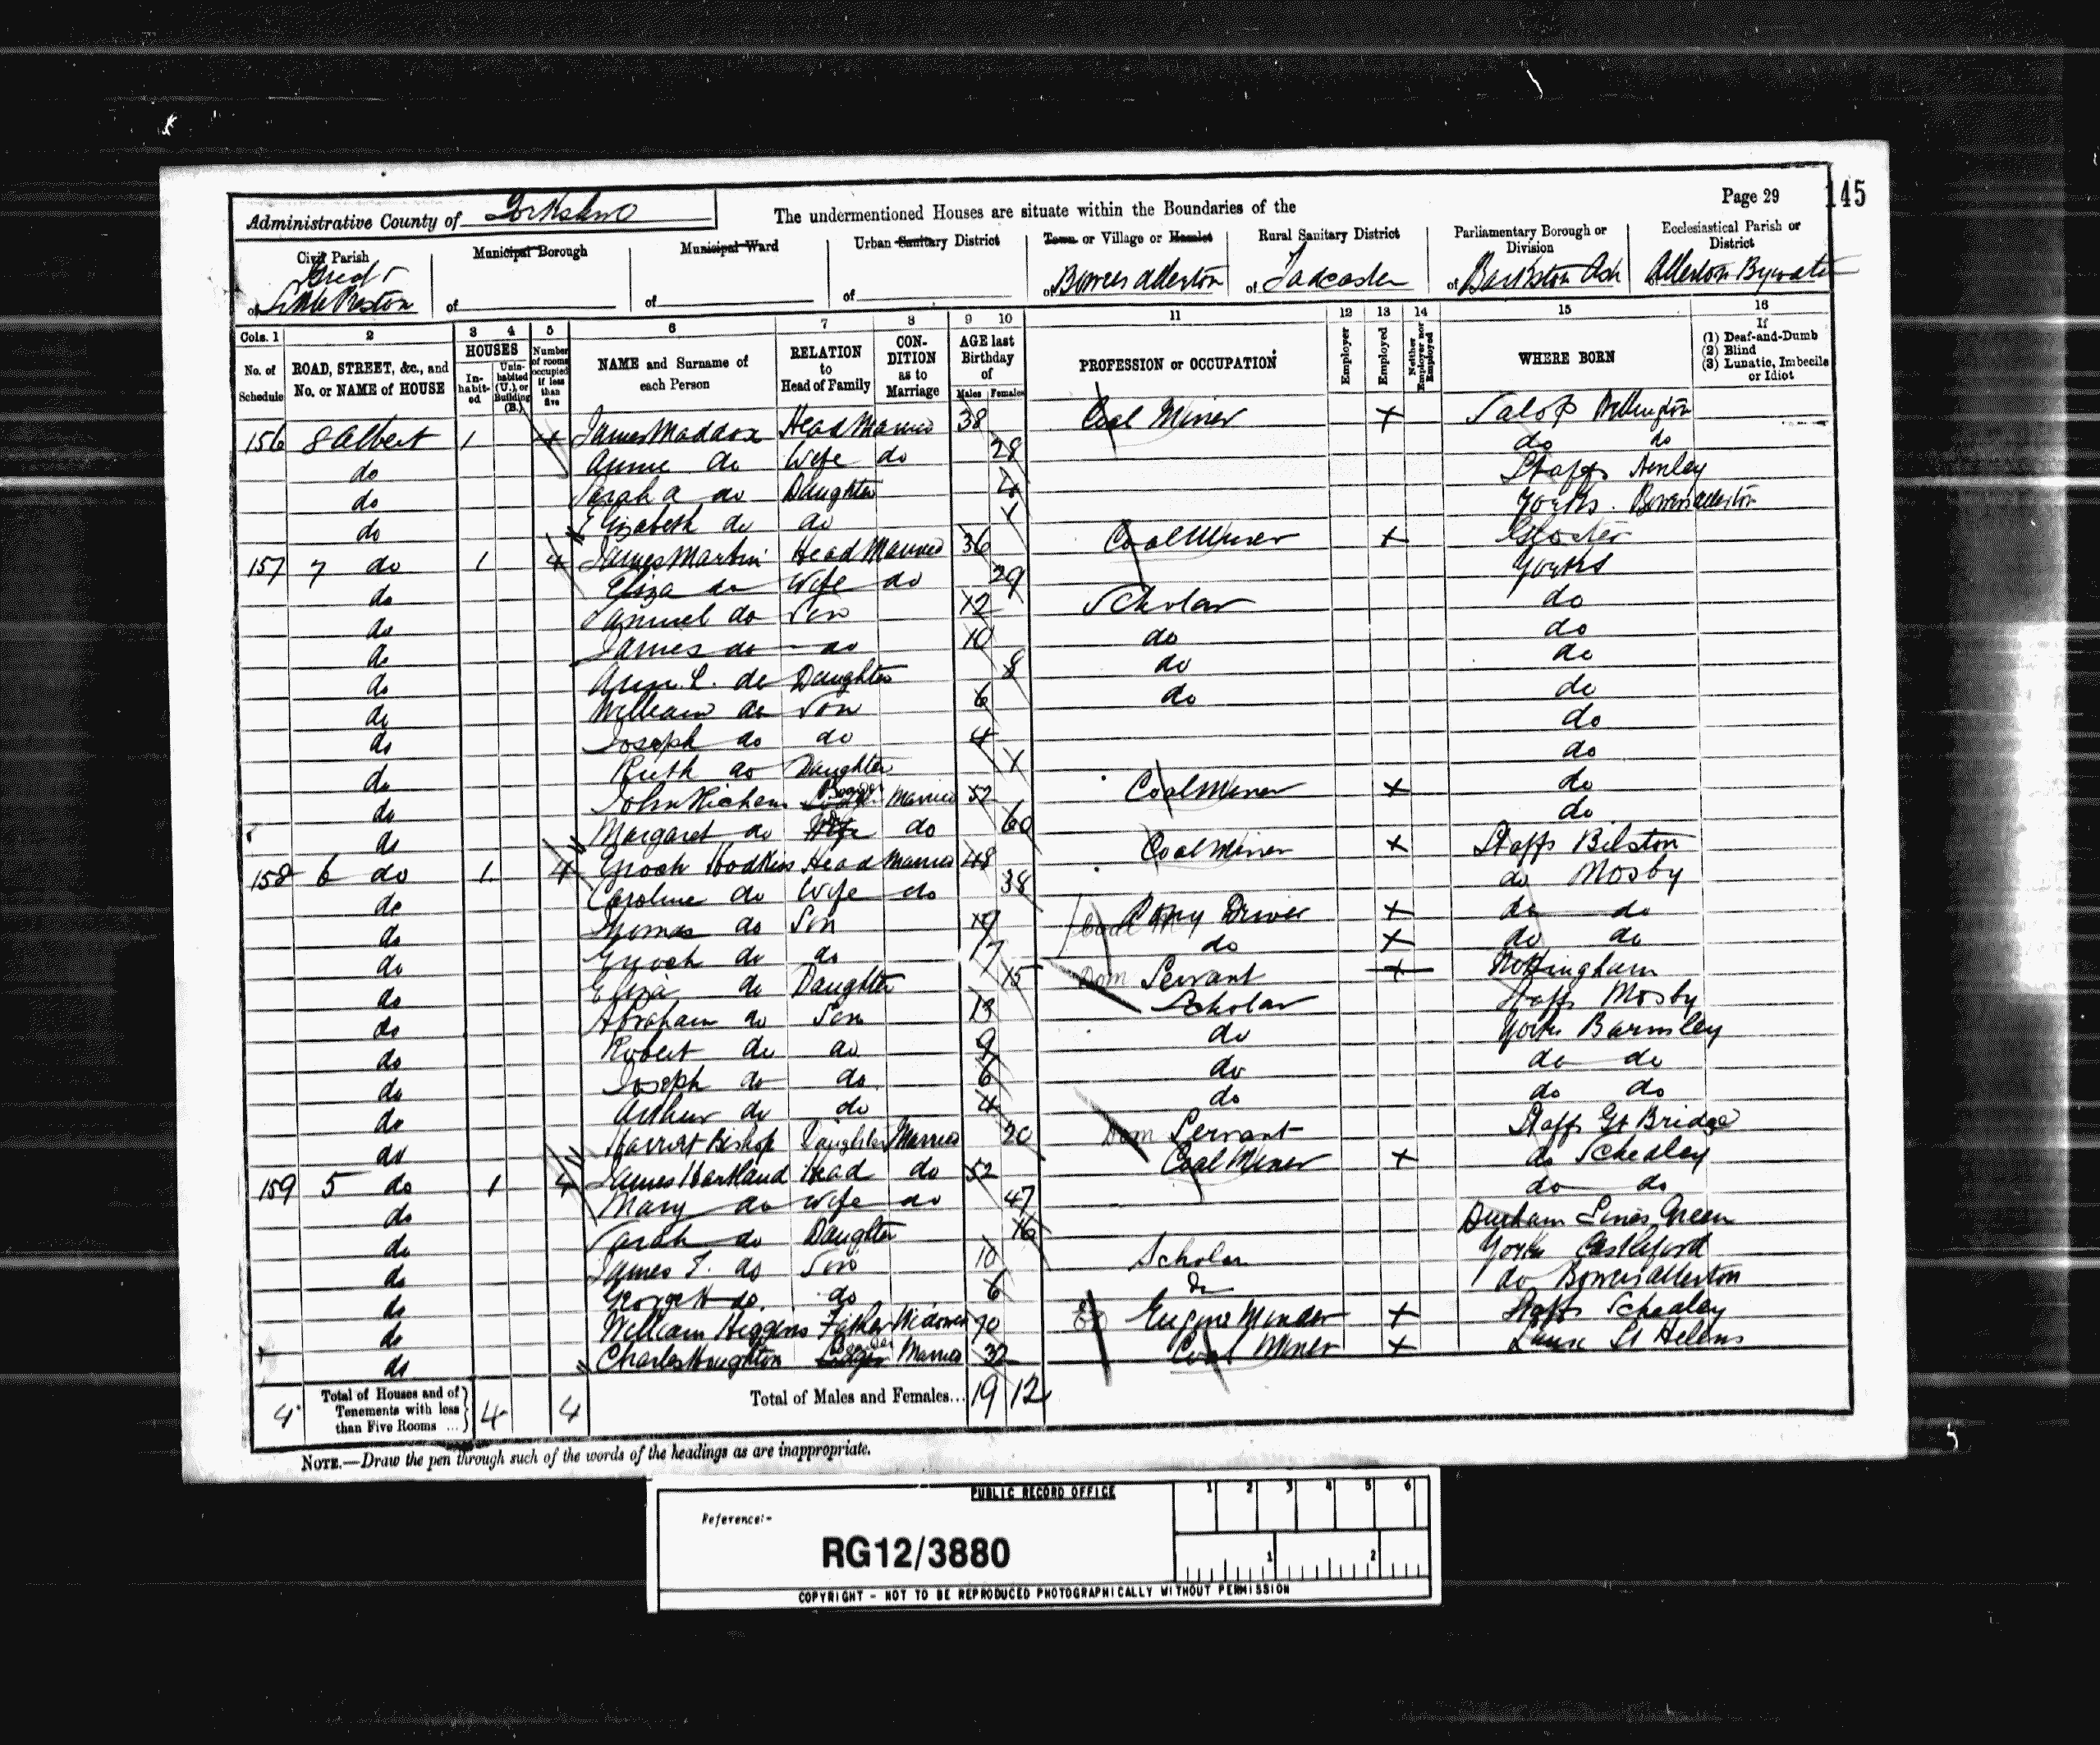 Administrative County of Yorkshire
The undermentioned Houses are situate within the Boundaries of the
Page 29
145
Civil Parish
of Great & Little Preston
Municipal Borough
of
Municipal Ward
of
Urban Sanitary District
of
Town or Village or Hamlet
of Bowers Allerton
Rural Sanitary District
of Tadcaster
Parliamentary Borough or Division
of Barkston Ash
Ecclesiastical Parish or District
of Allerton Bywater
Cols. 1 2 3 4 5 6 7 8 9 10 11 12 13 14 15 16
No. of Schedule
ROAD, STREET, &c., and No. or NAME of HOUSE
HOUSES
In-habit-ed
Unin-habited (U.), or Building (B.)
Number of rooms occupied if less than five
NAME and Surname of each Person
RELATION to Head of Family
CON-DITION as to Marriage
AGE last Birthday of
Males Females
PROFESSION or OCCUPATION
Employer
Employed
Neither Employer nor Employed
WHERE BORN
If
(1) Deaf-and-Dumb
(2) Blind
(3) Lunatic, Imbecile or Idiot
156 8 Albert 1 4 James Maddox Head Married 38 Coal Miner X Salop Wellington
do Annie do Wife do 28 do do
do Sarah A do Daughter 4 Staffs
do Elizabeth do do 1 Yorks. Bowers Allerton
157 7 do 1 4 James Martin Head Married 36 Coal Miner X Gloster
do Eliza do Wife do 29 Yorks
do Samuel do Son 12 Scholar do
do James do do 10 do do
do Ann. L. do Daughter 8 do do
do William do Son 6 do do
do Joseph do do 4 do
do Ruth do Daughter 1 do
do John Boarder Married 52 Coal Miner X do
do Margaret do Wife do 60 do
158 6 do 1 4 Enoch Hodkiss Head Married 48 Coal Miner X Staffs Bilston
do Caroline do Wife do 38 do Mosby
do Thomas do Son 19 Pony Driver X do do
do Enoch do do 17 do X do do
do Eliza do Daughter 15 Dom Servant X Nottingham
do Abraham do Son 13 Scholar Staffs Mosby
do Robert do do 9 do Yorks Barnsley
do Joseph do do 6 do do do
do Arthur do do 4 do do do
do Harriet Bishop Daughter Married 20 Dom Servant Staffs Gt Bridge
159 5 do 1 4 James Hartland Head do 52 Coal Miner X do Schedley
do Mary do Wife do 47 do do
do Sarah do Daughter 16 Durham Green
do James T. do Son 10 Scholar Yorks Castleford
do George H do. do 6 do do Bowers Allerton
do William Higgins Father Widower 70 Engine Minder X Staffs Schedley
do Charles Houghton Boarder Married 32 Coal Miner X Lanc St Helens
4 Total of Houses and of Tenements with less than Five Rooms ... 4 4 Total of Males and Females... 19 12
NOTE.—Draw the pen through such of the words of the headings as are inappropriate.
PUBLIC RECORD OFFICE
1 2 3 4 5 6
Reference:-
RG12/3880
1 2
COPYRIGHT - NOT TO BE REPRODUCED PHOTOGRAPHICALLY WITHOUT PERMISSION